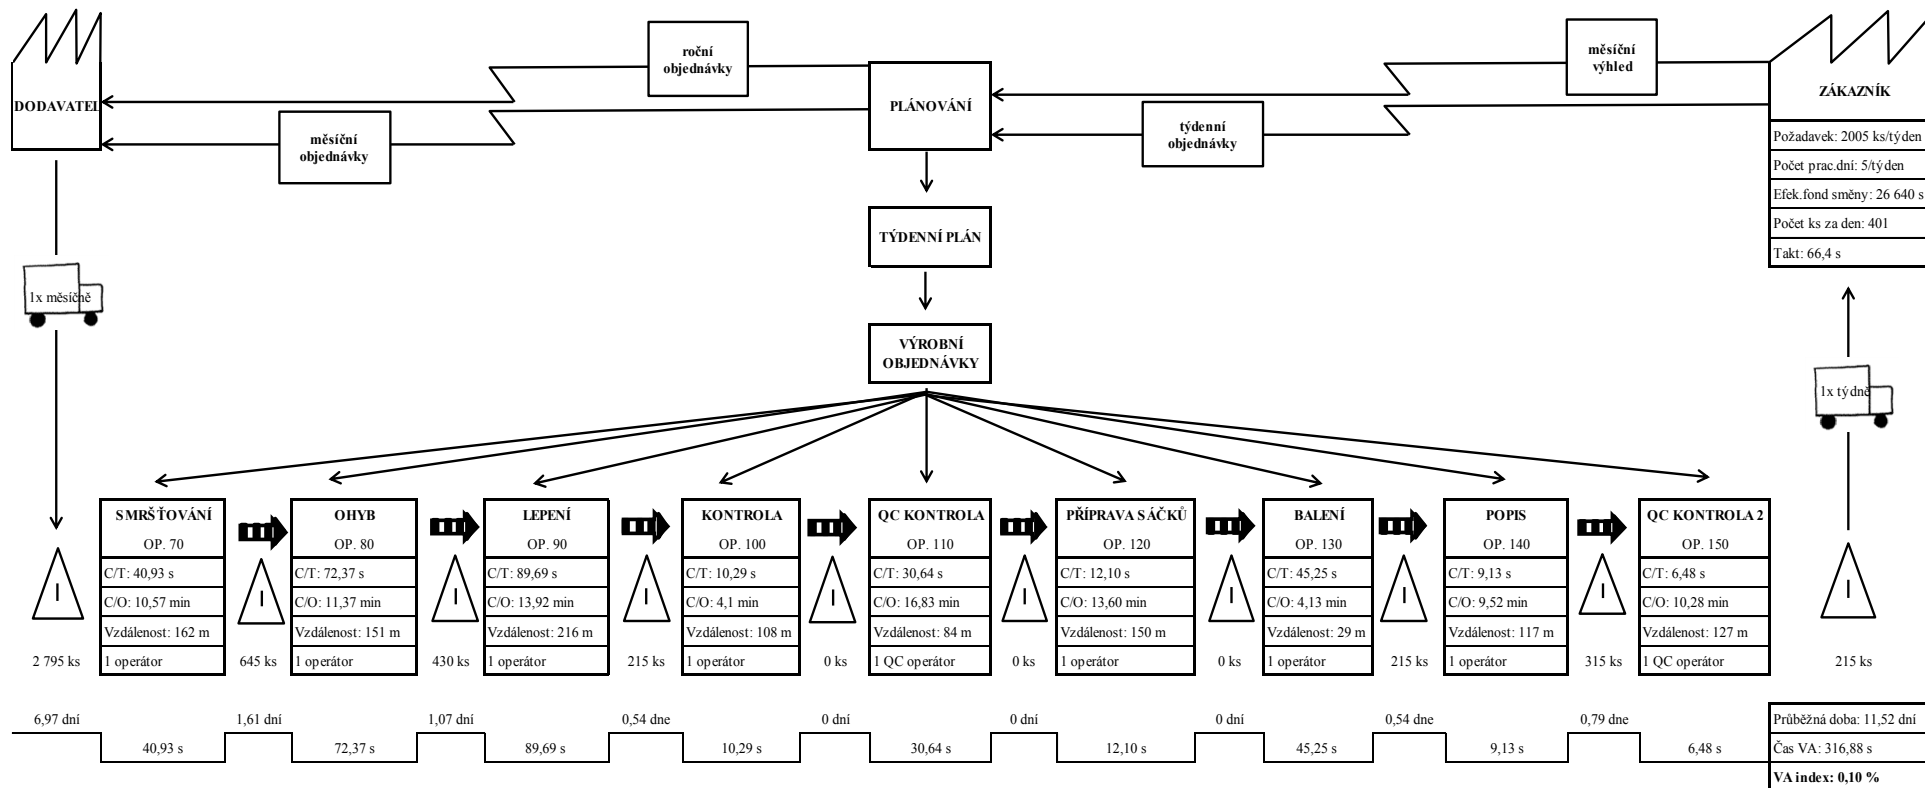 DODAVATEL
roční
objednávky
měsíční
objednávky
PLÁNOVÁNÍ
měsíční
výhled
týdenní
objednávky
ZÁKAZNÍK
Požadavek: 2005 ks/týden
Počet prac.dní: 5/týden
Efek.fond směny: 26 640 s
Počet ks za den: 401
Takt: 66,4 s
TÝDENNÍ PLÁN
VÝROBNÍ
OBJEDNÁVKY
1x měsíčně
1x týdně
I
2 795 ks
SMRŠŤOVÁNÍ
OP. 70
C/T: 40,93 s
C/O: 10,57 min
Vzdálenost: 162 m
1 operátor
I
645 ks
OHYB
OP. 80
C/T: 72,37 s
C/O: 11,37 min
Vzdálenost: 151 m
1 operátor
I
430 ks
LEPENÍ
OP. 90
C/T: 89,69 s
C/O: 13,92 min
Vzdálenost: 216 m
1 operátor
I
215 ks
KONTROLA
OP. 100
C/T: 10,29 s
C/O: 4,1 min
Vzdálenost: 108 m
1 operátor
I
0 ks
QC KONTROLA
OP. 110
C/T: 30,64 s
C/O: 16,83 min
Vzdálenost: 84 m
1 QC operátor
I
0 ks
PŘÍPRAVA SÁČKŮ
OP. 120
C/T: 12,10 s
C/O: 13,60 min
Vzdálenost: 150 m
1 operátor
I
0 ks
BALENÍ
OP. 130
C/T: 45,25 s
C/O: 4,13 min
Vzdálenost: 29 m
1 operátor
I
215 ks
POPIS
OP. 140
C/T: 9,13 s
C/O: 9,52 min
Vzdálenost: 117 m
1 operátor
I
315 ks
QC KONTROLA 2
OP. 150
C/T: 6,48 s
C/O: 10,28 min
Vzdálenost: 127 m
1 QC operátor
I
215 ks
6,97 dní
40,93 s
1,61 dní
72,37 s
1,07 dní
89,69 s
0,54 dne
10,29 s
0 dní
30,64 s
0 dní
12,10 s
0 dní
45,25 s
0,54 dne
9,13 s
0,79 dne
6,48 s
Průběžná doba: 11,52 dní
Čas VA: 316,88 s
VA index: 0,10 %